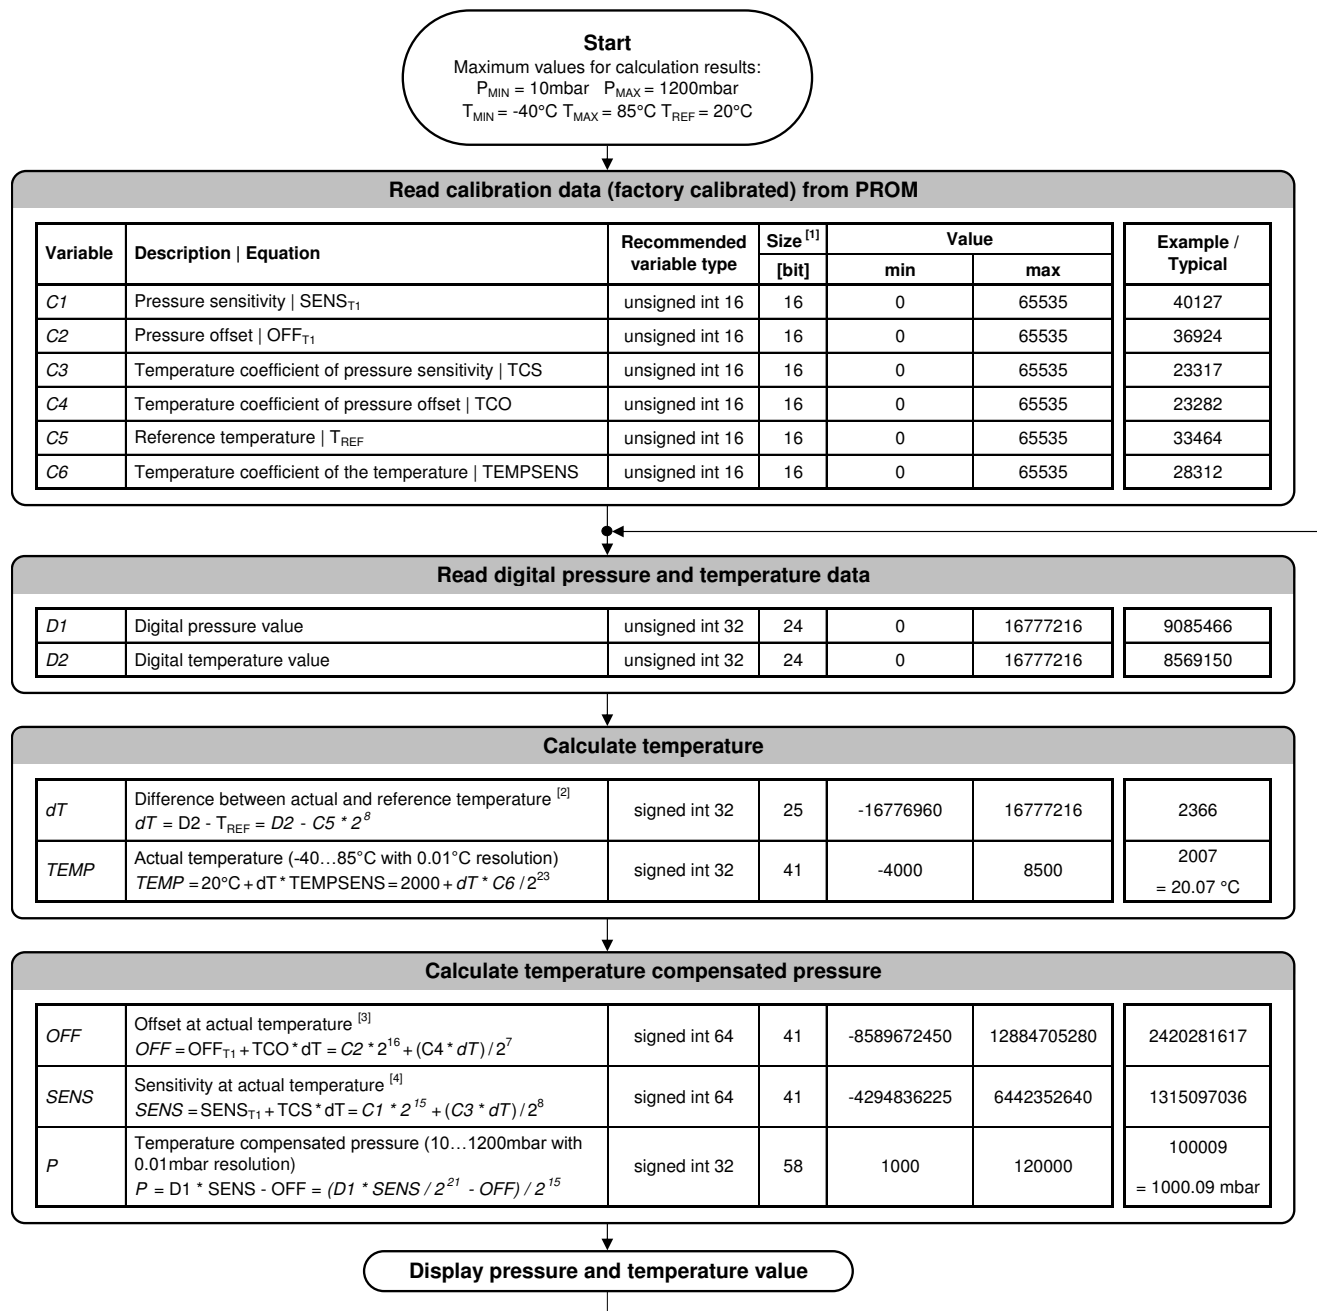 Start
Maximum values for calculation results:
PMIN = 10mbar PMAX = 1200mbar
TMIN = -40°C TMAX = 85°C TREF = 20°C
Read calibration data (factory calibrated) from PROM
Variable Description | Equation Recommended variable type Size [1] [bit] Value min max Example / Typical
C1 Pressure sensitivity | SENST1 unsigned int 16 16 0 65535 40127
C2 Pressure offset | OFFT1 unsigned int 16 16 0 65535 36924
C3 Temperature coefficient of pressure sensitivity | TCS unsigned int 16 16 0 65535 23317
C4 Temperature coefficient of pressure offset | TCO unsigned int 16 16 0 65535 23282
C5 Reference temperature | TREF unsigned int 16 16 0 65535 33464
C6 Temperature coefficient of the temperature | TEMPSENS unsigned int 16 16 0 65535 28312
Read digital pressure and temperature data
D1 Digital pressure value unsigned int 32 24 0 16777216 9085466
D2 Digital temperature value unsigned int 32 24 0 16777216 8569150
Calculate temperature
dT Difference between actual and reference temperature [2]
dT = D2 - TREF = D2 - C5 * 2^8 signed int 32 25 -16776960 16777216 2366
TEMP Actual temperature (-40…85°C with 0.01°C resolution)
TEMP = 20°C + dT * TEMPSENS = 2000 + dT * C6 / 2^23 signed int 32 41 -4000 8500 2007
= 20.07 °C
Calculate temperature compensated pressure
OFF Offset at actual temperature [3]
OFF = OFFT1 + TCO * dT = C2 * 2^16 + (C4 * dT) / 2^7 signed int 64 41 -8589672450 12884705280 2420281617
SENS Sensitivity at actual temperature [4]
SENS = SENST1 + TCS * dT = C1 * 2^15 + (C3 * dT) / 2^8 signed int 64 41 -4294836225 6442352640 1315097036
P Temperature compensated pressure (10…1200mbar with
0.01mbar resolution)
P = D1 * SENS - OFF = (D1 * SENS / 2^21 - OFF) / 2^15 signed int 32 58 1000 120000 100009
= 1000.09 mbar
Display pressure and temperature value